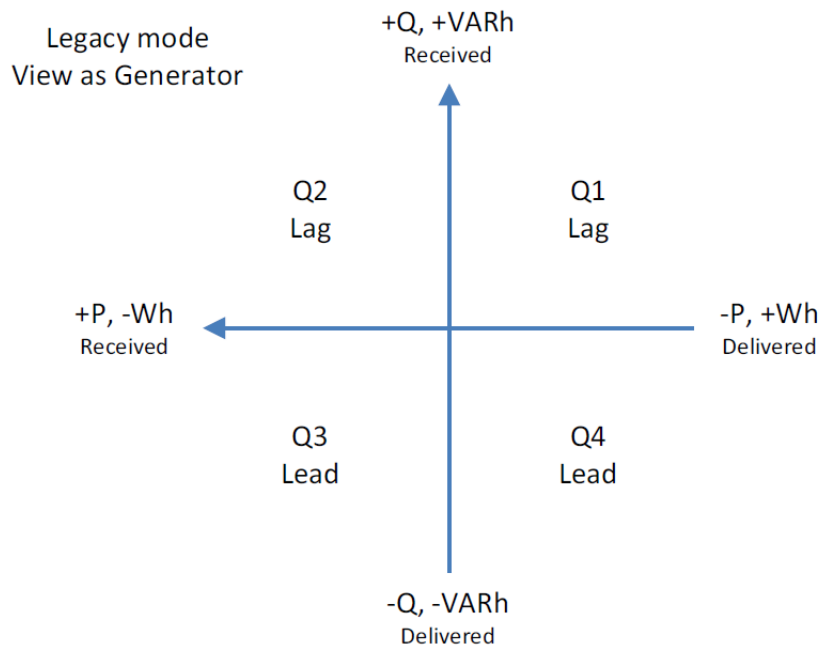 Legacy mode
View as Generator
+Q, +VARh
Received
Q2
Lag
Q1
Lag
+P, -Wh
Received
-P, +Wh
Delivered
Q3
Lead
Q4
Lead
-Q, -VARh
Delivered